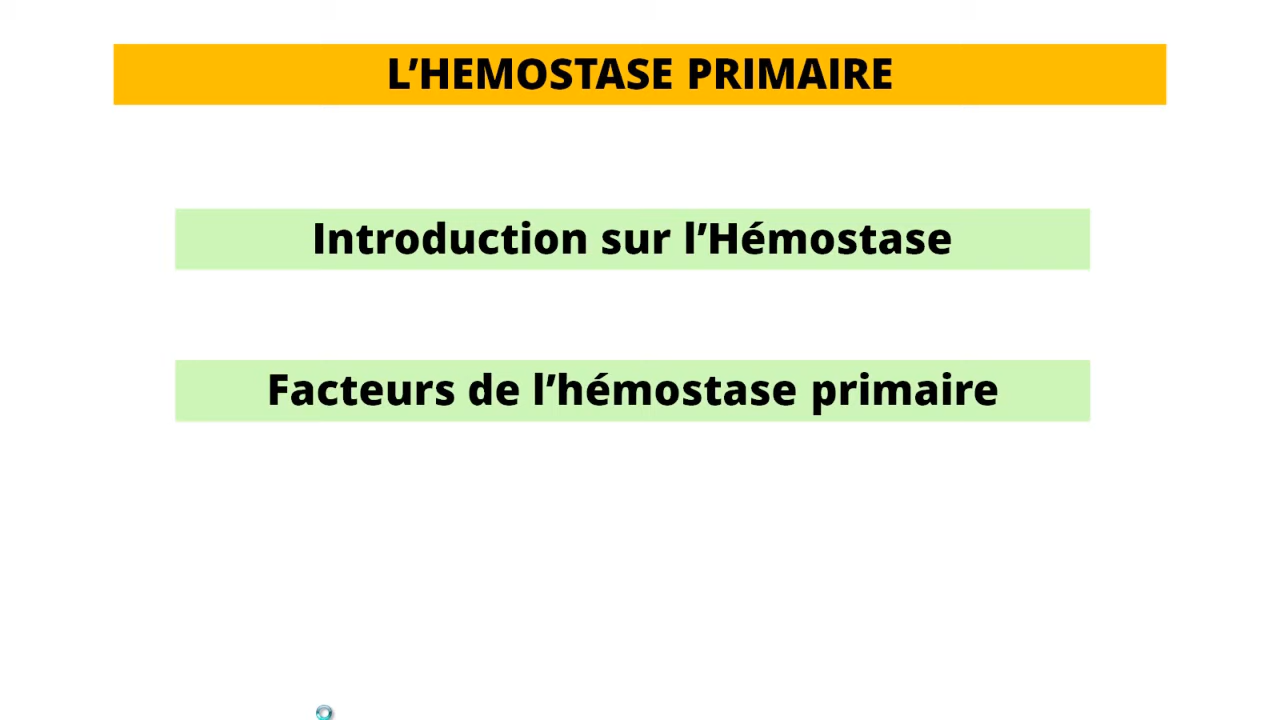 L’HEMOSTASE PRIMAIRE
Introduction sur l’Hémostase
Facteurs de l’hémostase primaire